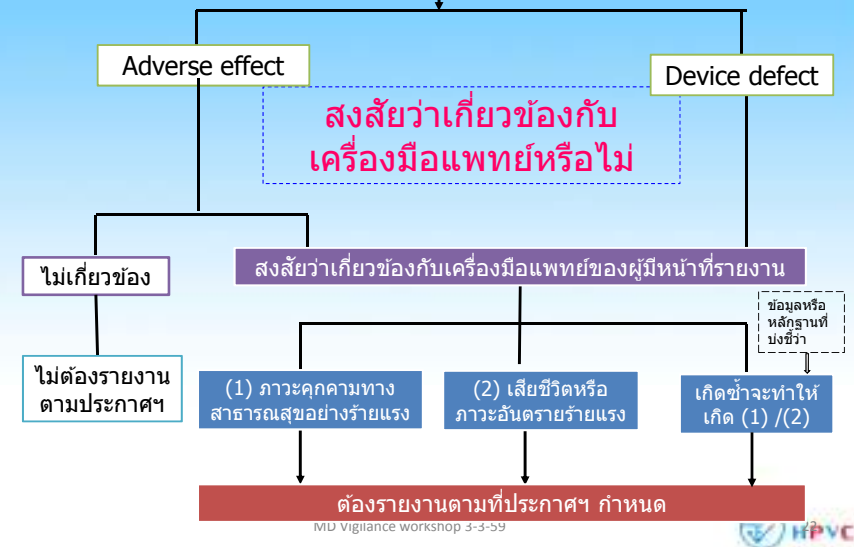 Adverse effect
Device defect
สงสัยว่าเกี่ยวข้องกับ
เครื่องมือแพทย์หรือไม่
ไม่เกี่ยวข้อง
สงสัยว่าเกี่ยวข้องกับเครื่องมือแพทย์ของผู้มีหน้าที่รายงาน
ข้อมูลหรือ
หลักฐานที่
บ่งชี้ว่า
ไม่ต้องรายงาน
ตามประกาศฯ
(1) ภาวะคุกคามทาง
สาธารณสุขอย่างร้ายแรง
(2) เสียชีวิตหรือ
ภาวะอันตรายร้ายแรง
เกิดซ้ำจะทำให้
เกิด (1) /(2)
ต้องรายงานตามที่ประกาศฯ กำหนด
MD Vigilance workshop 3-3-59
HPVC